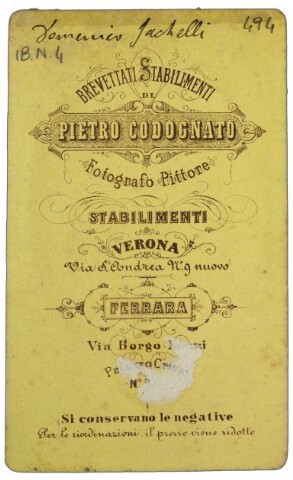 Domenico Jachelli 494
IB.N.4
BREVETTATI STABILIMENTI
DI
PIETRO CODOGNATO
Fotografo Pittore
STABILIMENTI
VERONA
Via S. Andrea N. 9 nuovo
FERRARA
Via Borgo
N°
Si conservano le negative
Per le riordinazioni il prezzo viene ridotto